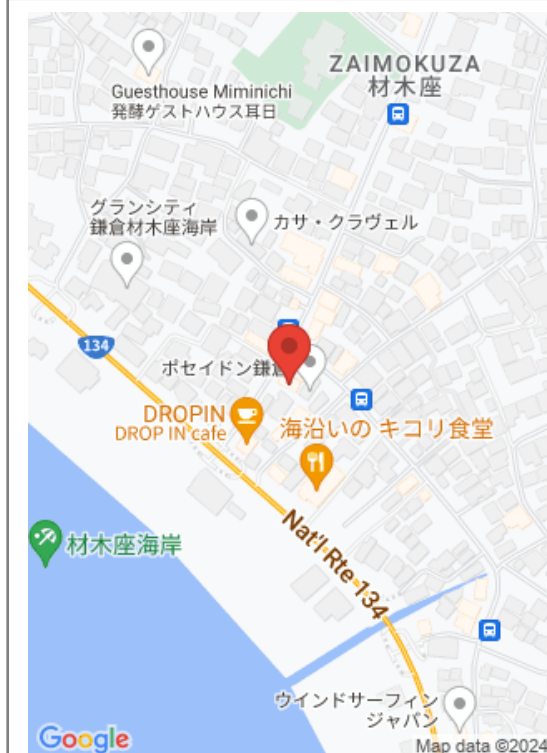 ZAIMOKUZA
材木座
Guesthouse Miminichi
発酵ゲストハウス耳日
グランシティ
鎌倉材木座海岸
カサ・クラヴェル
134
ポセイドン鎌倉
DROPIN
DROP IN cafe
海沿いの キコリ食堂
Nat'l Rte 134
材木座海岸
ウインドサーフィン
ジャパン
Google
Map data ©2024